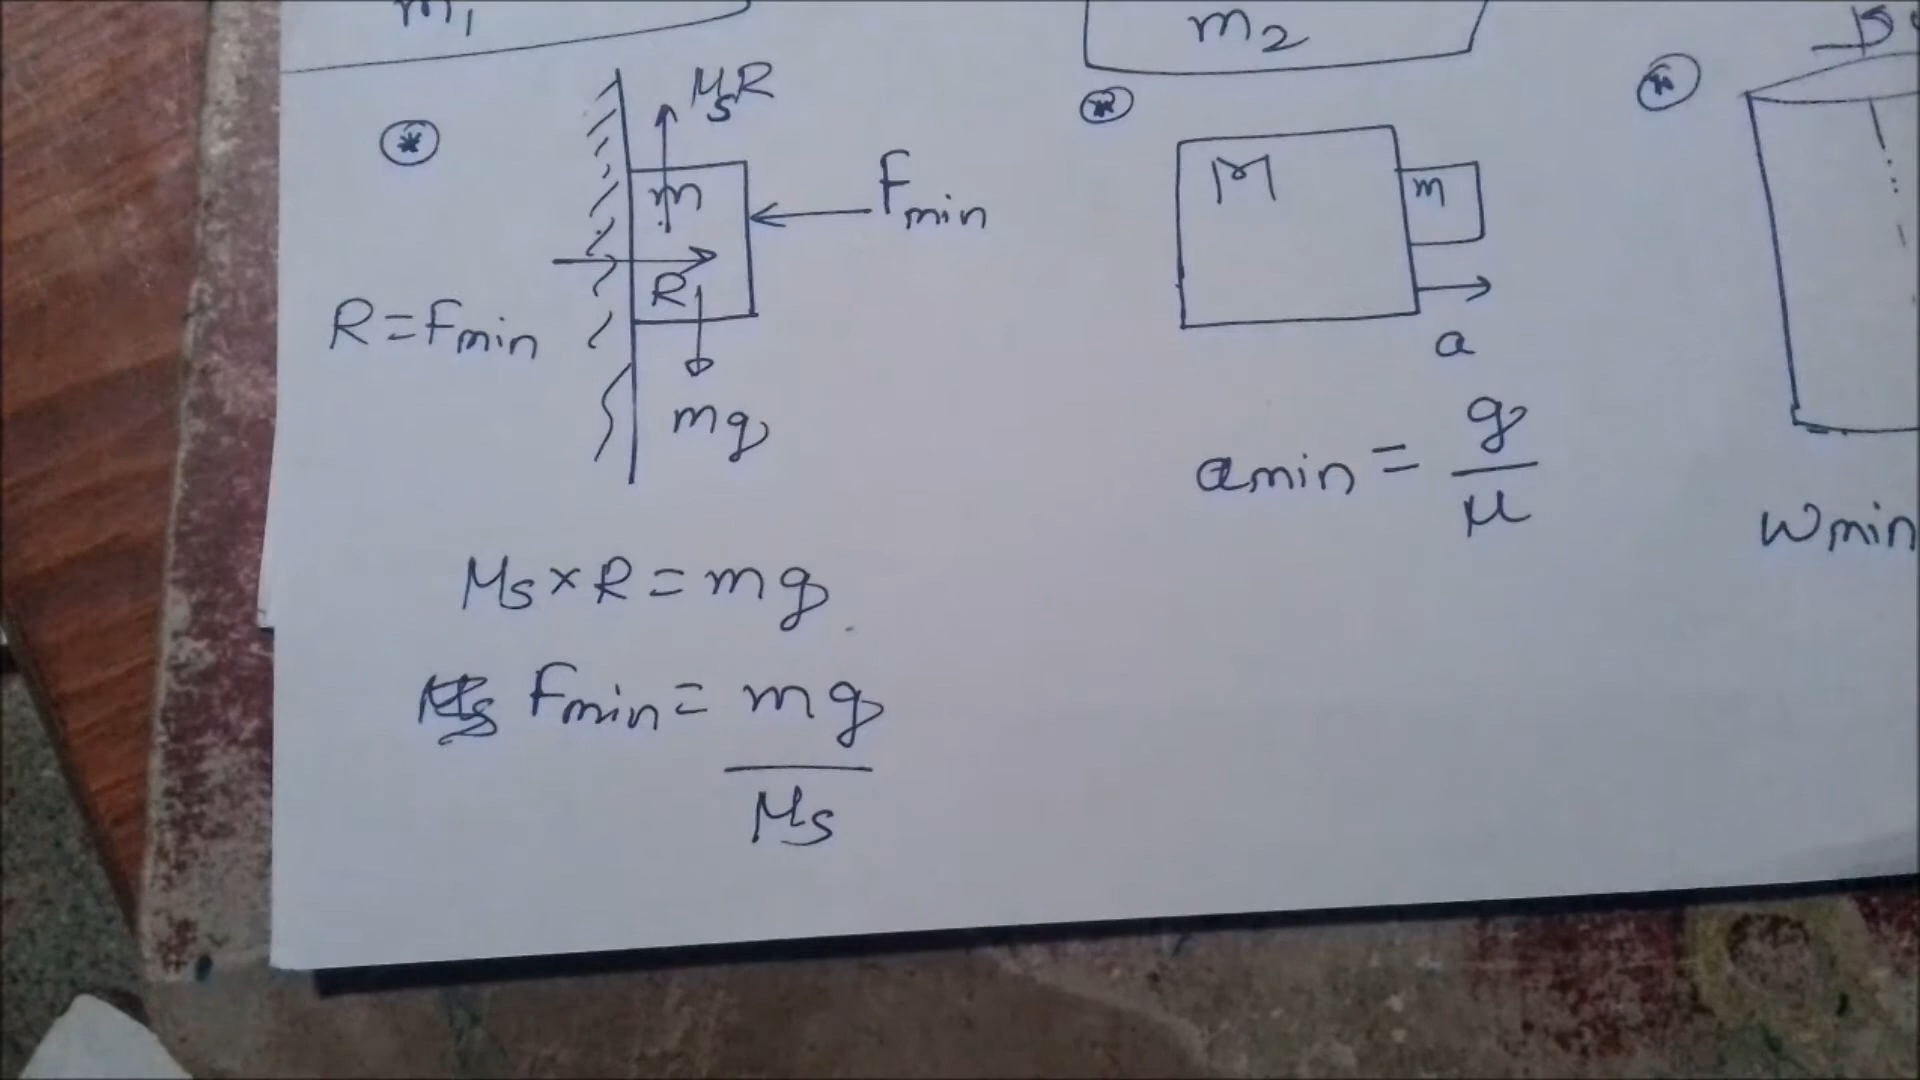 m1
m2
*
μsR
m
Fmin
R
R = Fmin
mg
μs × R = mg
Fmin = mg
μs
*
M
m
a
amin = g
μ
*
ωmin